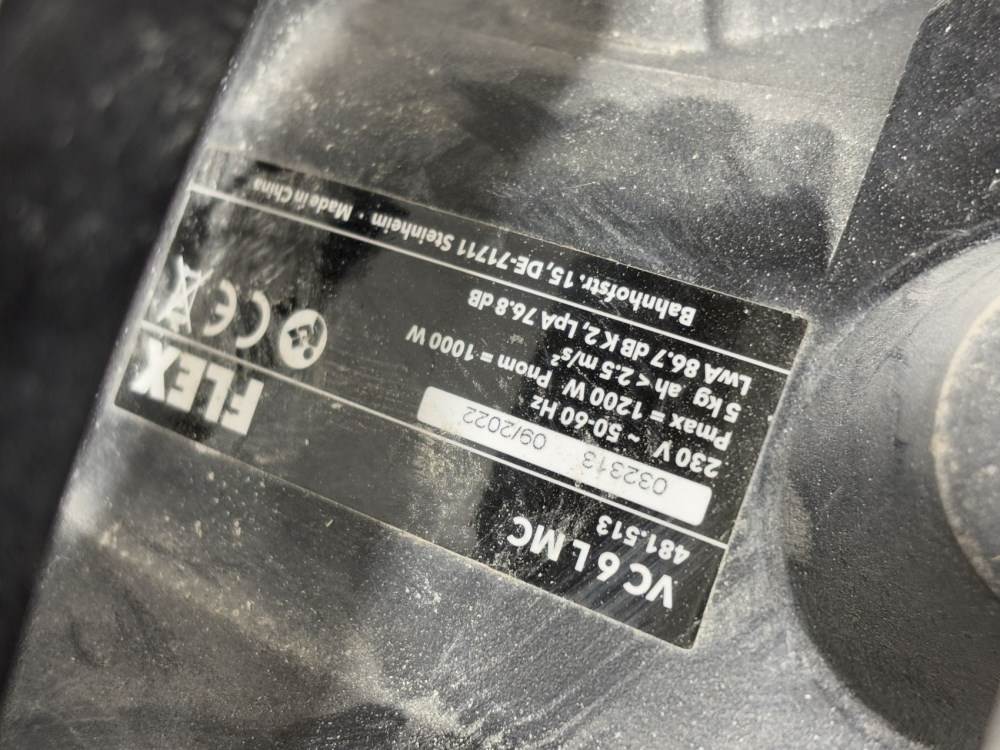 VC 6 L MC FLEX
481.513
032313 09/2022
230 V ~ 50-60 Hz
Pmax = 1200 W Pnom = 1000 W
5 kg ah < 2.5 m/s²
LwA 86.7 dB K 2, LpA 76.8 dB
Bahnhofstr. 15, DE-71711 Steinheim · Made in China